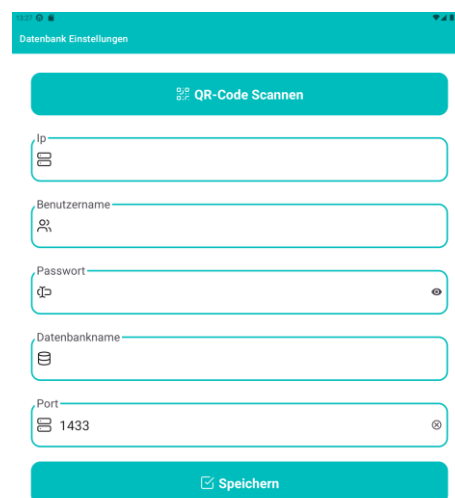 13:27
Datenbank Einstellungen
QR-Code Scannen
Ip
Benutzername
Passwort
Datenbankname
Port
1433
Speichern